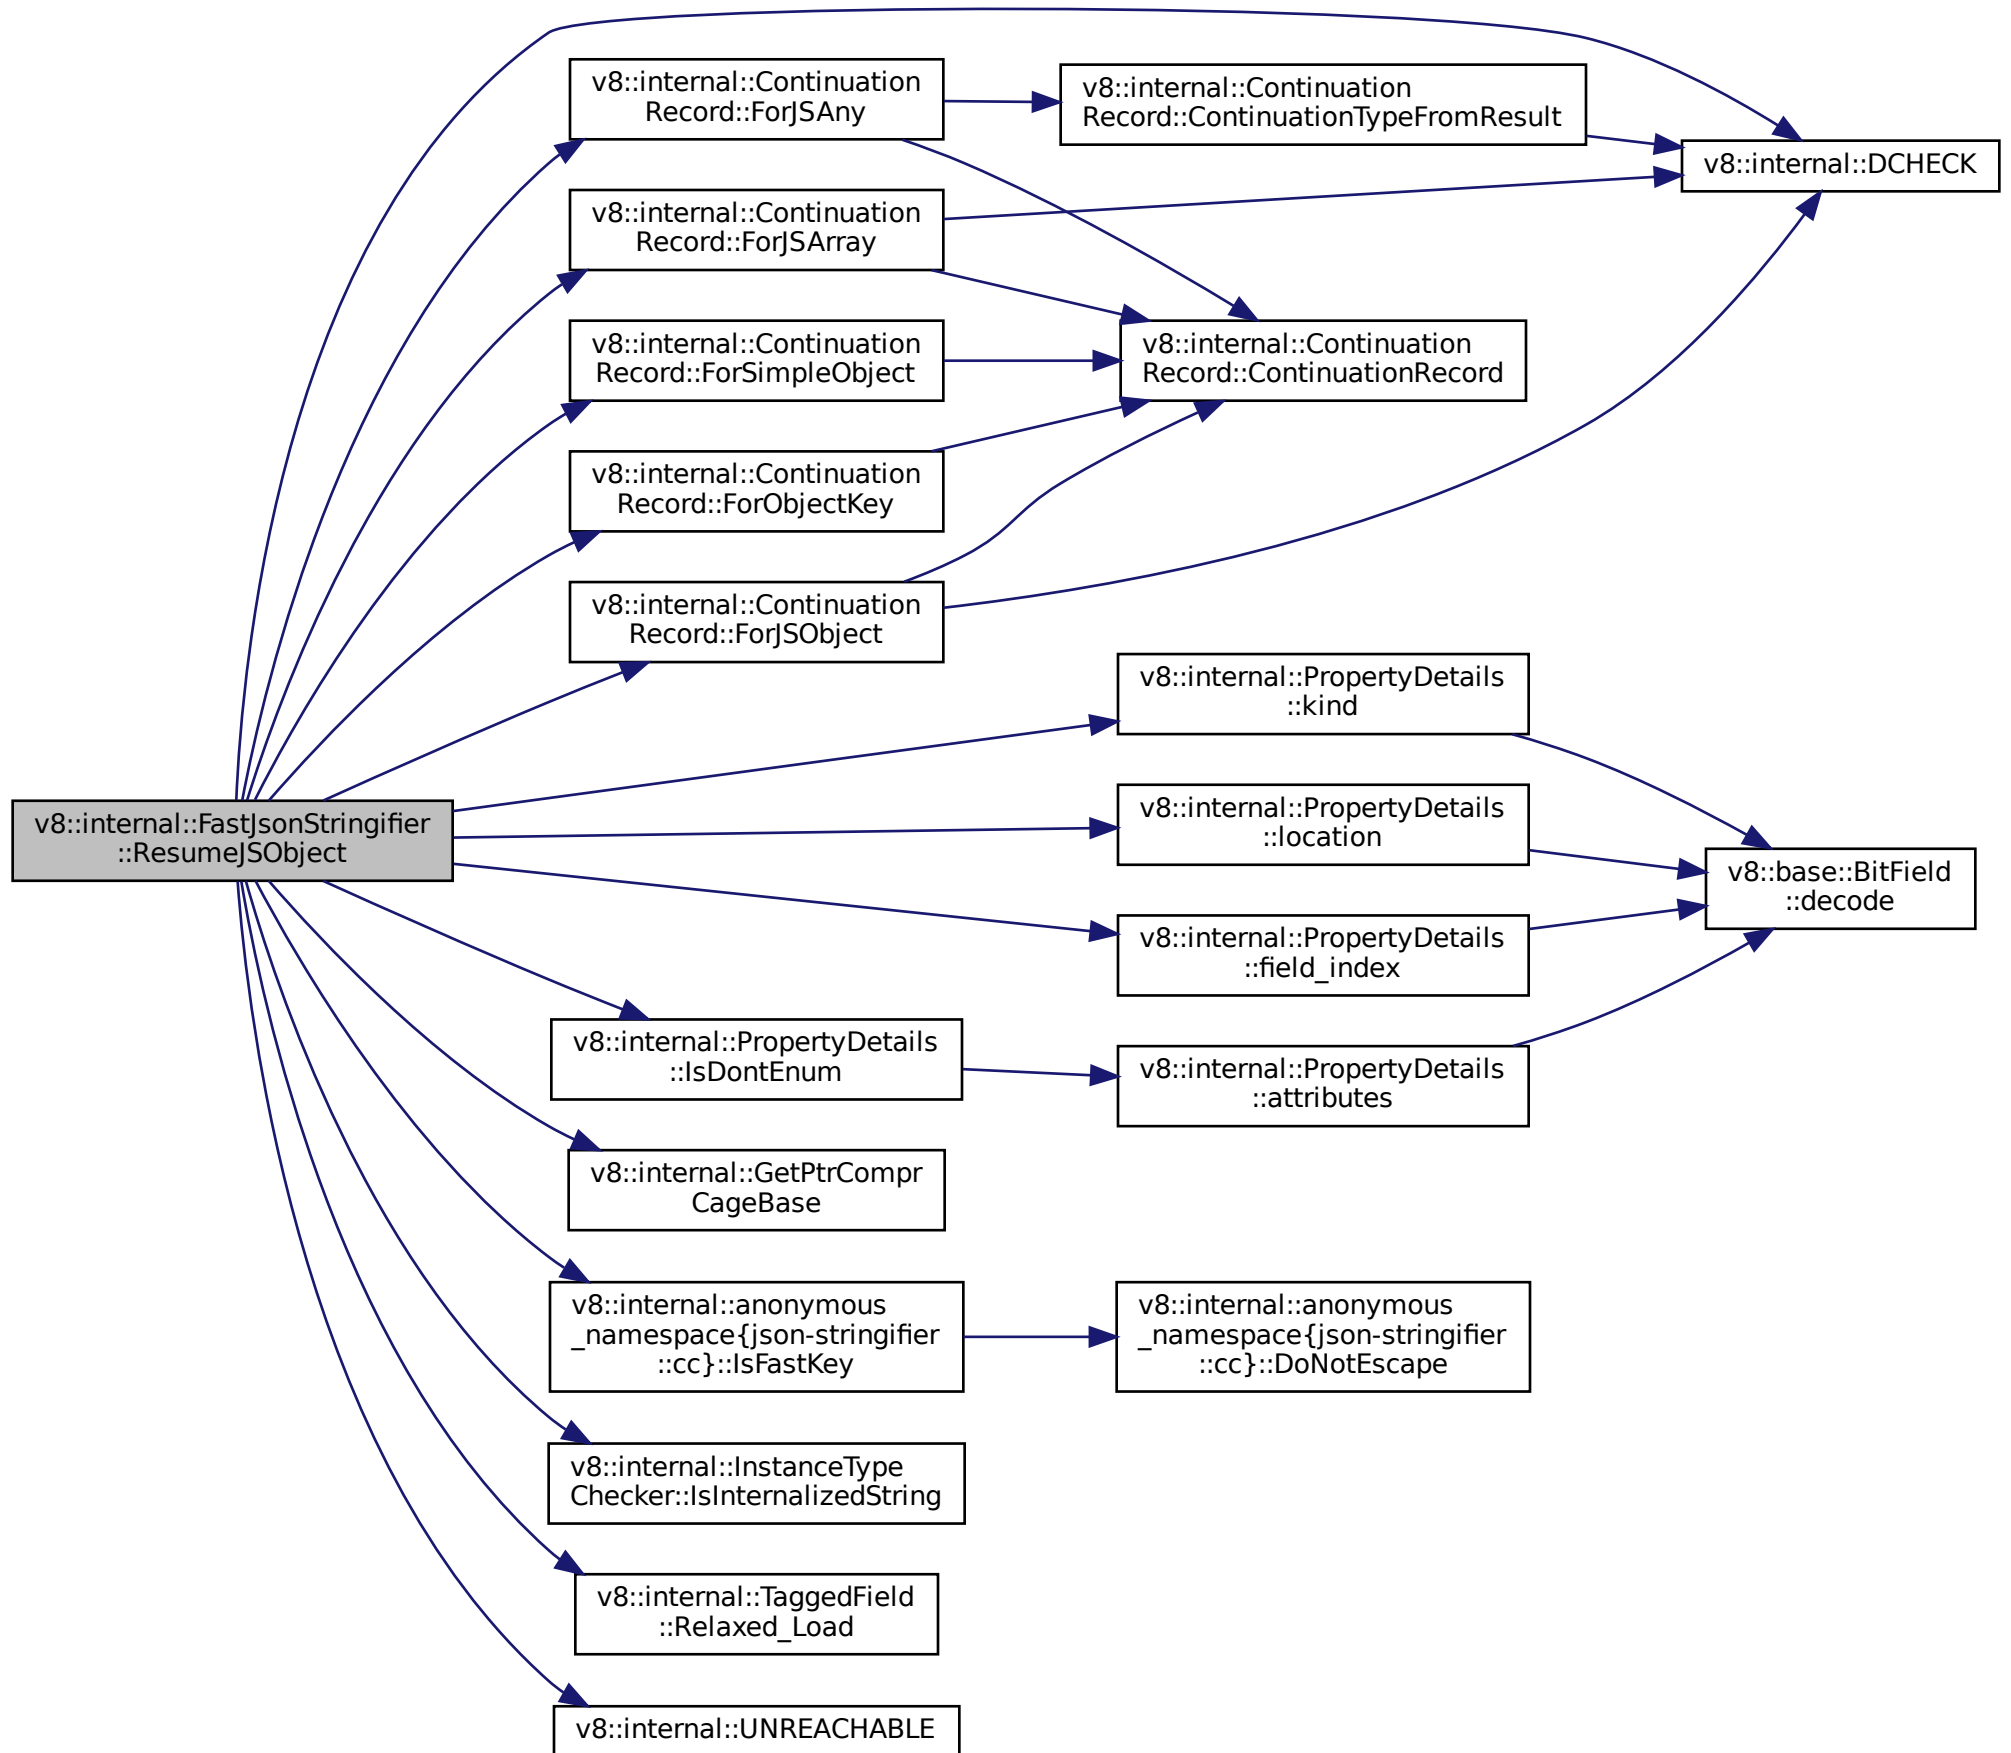 v8::internal::Continuation
Record::ForJSAny
v8::internal::Continuation
Record::ContinuationTypeFromResult
v8::internal::DCHECK
v8::internal::Continuation
Record::ForJSArray
v8::internal::Continuation
Record::ForSimpleObject
v8::internal::Continuation
Record::ContinuationRecord
v8::internal::Continuation
Record::ForObjectKey
v8::internal::Continuation
Record::ForJSObject
v8::internal::PropertyDetails
::kind
v8::internal::FastJsonStringifier
::ResumeJSObject
v8::internal::PropertyDetails
::location
v8::base::BitField
::decode
v8::internal::PropertyDetails
::field_index
v8::internal::PropertyDetails
::IsDontEnum
v8::internal::PropertyDetails
::attributes
v8::internal::GetPtrCompr
CageBase
v8::internal::anonymous
_namespace{json-stringifier
::cc}::IsFastKey
v8::internal::anonymous
_namespace{json-stringifier
::cc}::DoNotEscape
v8::internal::InstanceType
Checker::IsInternalizedString
v8::internal::TaggedField
::Relaxed_Load
v8::internal::UNREACHABLE